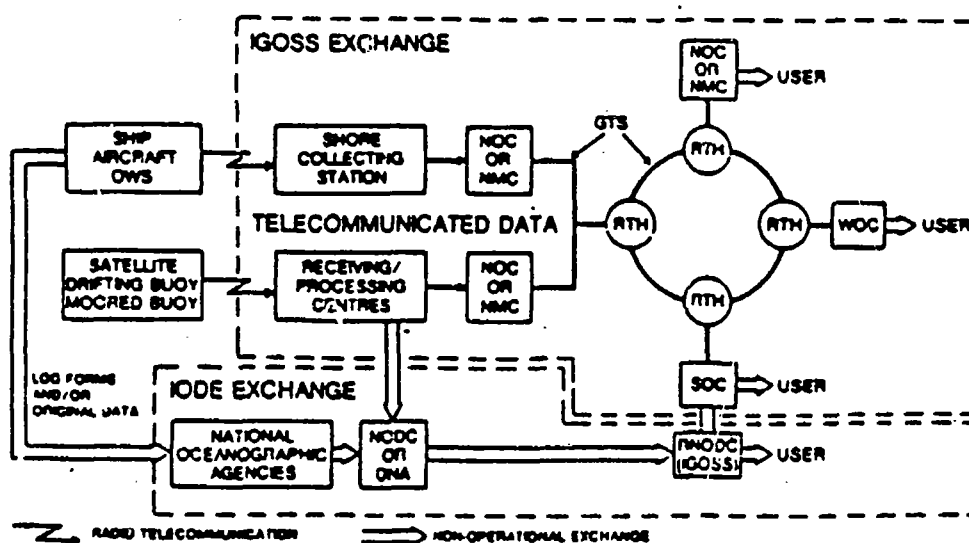 IGOSS EXCHANGE
NOC
OR
NMC
USER
GTS
SHIP
AIRCRAFT
OWS
SHORE
COLLECTING
STATION
NOC
OR
NMC
RTH
RTH
RTH
WOC
USER
TELECOMMUNICATED DATA
SATELLITE
DRIFTING BUOY
MOORED BUOY
RECEIVING/
PROCESSING
CENTRES
NOC
OR
NMC
RTH
LOG FORMS
AND/OR
ORIGINAL DATA
IODE EXCHANGE
SOC
USER
NATIONAL
OCEANOGRAPHIC
AGENCIES
NODC
OR
DNA
RNODC
(IGOSS)
USER
RADIO TELECOMMUNICATION
NON-OPERATIONAL EXCHANGE